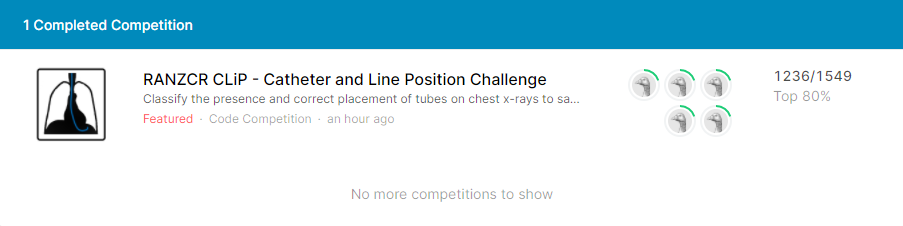 1 Completed Competition
RANZCR CLiP - Catheter and Line Position Challenge
1236/1549
Classify the presence and correct placement of tubes on chest x-rays to sa...
Top 80%
Featured · Code Competition · an hour ago
No more competitions to show